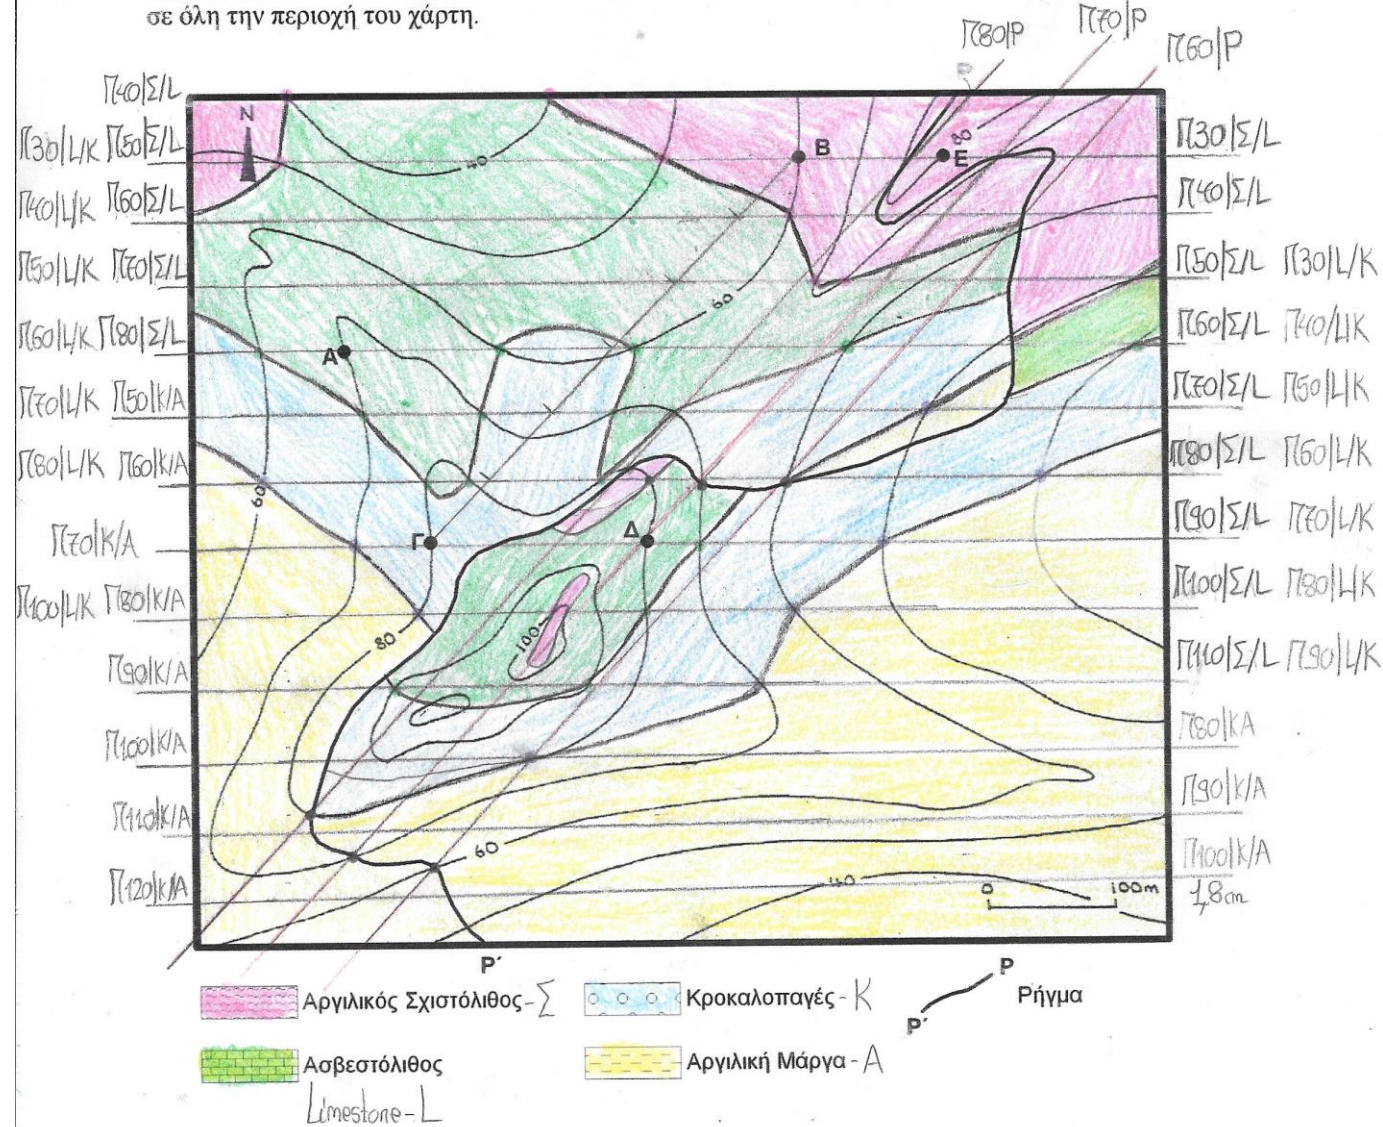 σε όλη την περιοχή του χάρτη.
Π80|Ρ Π70|Ρ Π60|Ρ
Π40|Σ/L
Ν
Π30|L/K Π50|Σ/L
40 Β 80 Ε
Π30|Σ/L
Π40|L/K Π60|Σ/L
Π40|Σ/L
Π50|L/K Π70|Σ/L
Π50|Σ/L Π30|L/K
60
Π60|L/K Π80|Σ/L
Α
Π60|Σ/L Π40/L|K
Π70|L/K Π50|K/A
Π70|Σ/L Π50|L|K
Π80|L/K Π60|K/A
Π80|Σ/L Π60|L/K
60
Π70|K/A
Γ Δ
Π90|Σ/L Π70|L/K
Π100|L/K Π80|K/A
80 100
Π100|Σ/L Π80|L|K
Π90|K/A
Π110|Σ/L Π90|L/K
Π100|K/A
Π80|KA
Π110|K/A
Π90|K/A
60
Π100|K/A
Π120|K/A
40
0 100m
1,8cm
Ρ΄
Ρ
Αργιλικός Σχιστόλιθος - Σ
Κροκαλοπαγές - Κ
Ρήγμα
Ρ΄
Ασβεστόλιθος
Αργιλική Μάργα - Α
Limestone - L